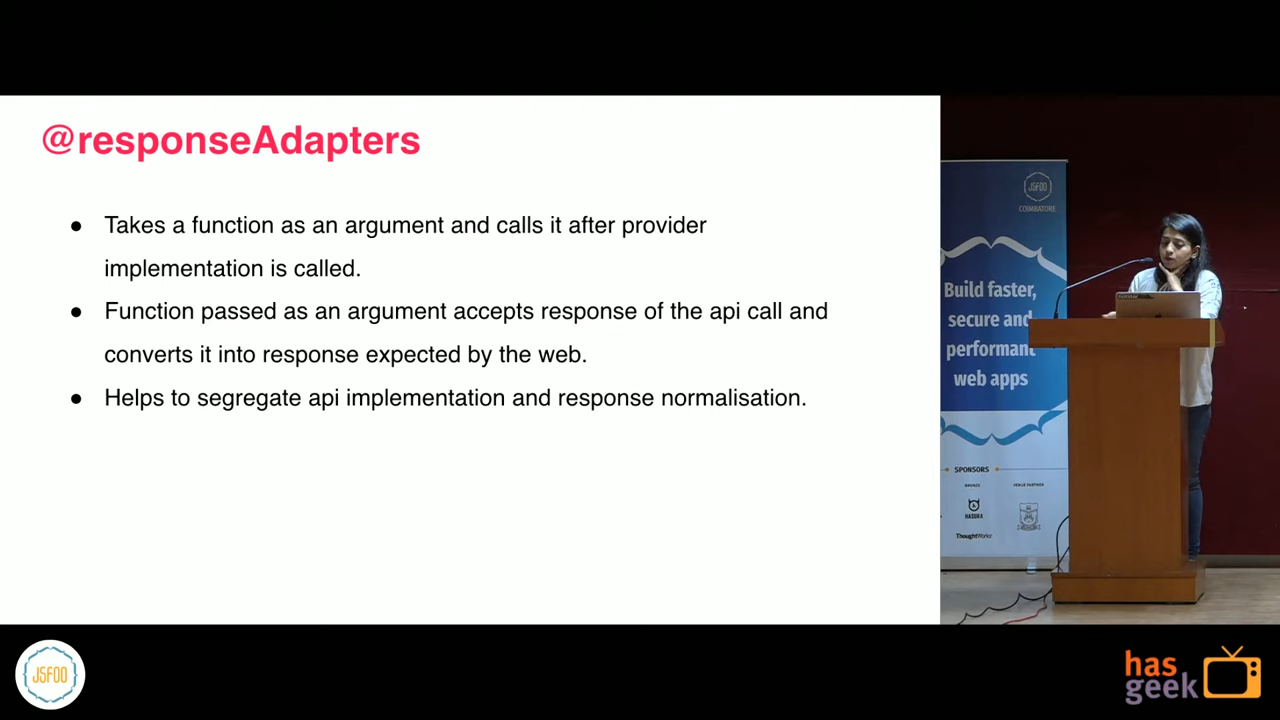 @responseAdapters
● Takes a function as an argument and calls it after provider
implementation is called.
● Function passed as an argument accepts response of the api call and
converts it into response expected by the web.
● Helps to segregate api implementation and response normalisation.
JSFOO
COIMBATORE
Build faster,
secure and
performant
web apps
SPONSORS
BRONZE
VENUE PARTNER
HASURA
ThoughtWorks
JSFOO
has
geek